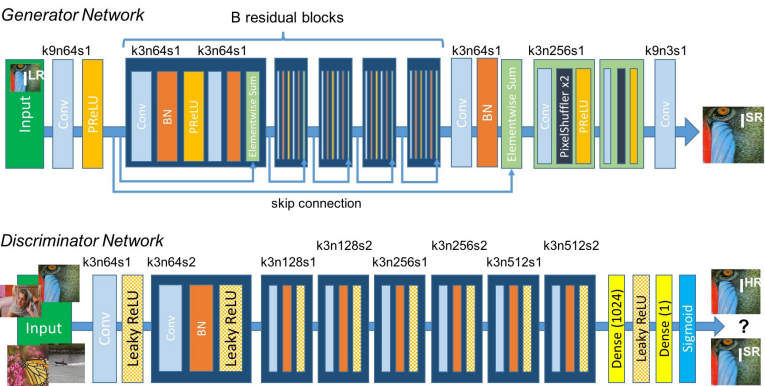 Generator Network
B residual blocks
k9n64s1
k3n64s1
k3n64s1
k3n64s1
k3n256s1
k9n3s1
I^LR
Input
Conv
PReLU
Conv
BN
PReLU
Elementwise Sum
Conv
BN
Elementwise Sum
Conv
PixelShuffler x2
PReLU
Conv
I^SR
skip connection
Discriminator Network
k3n64s1
k3n64s2
k3n128s1
k3n128s2
k3n256s1
k3n256s2
k3n512s1
k3n512s2
Input
Conv
Leaky ReLU
Conv
BN
Leaky ReLU
Dense (1024)
Leaky ReLU
Dense (1)
Sigmoid
I^HR
?
I^SR